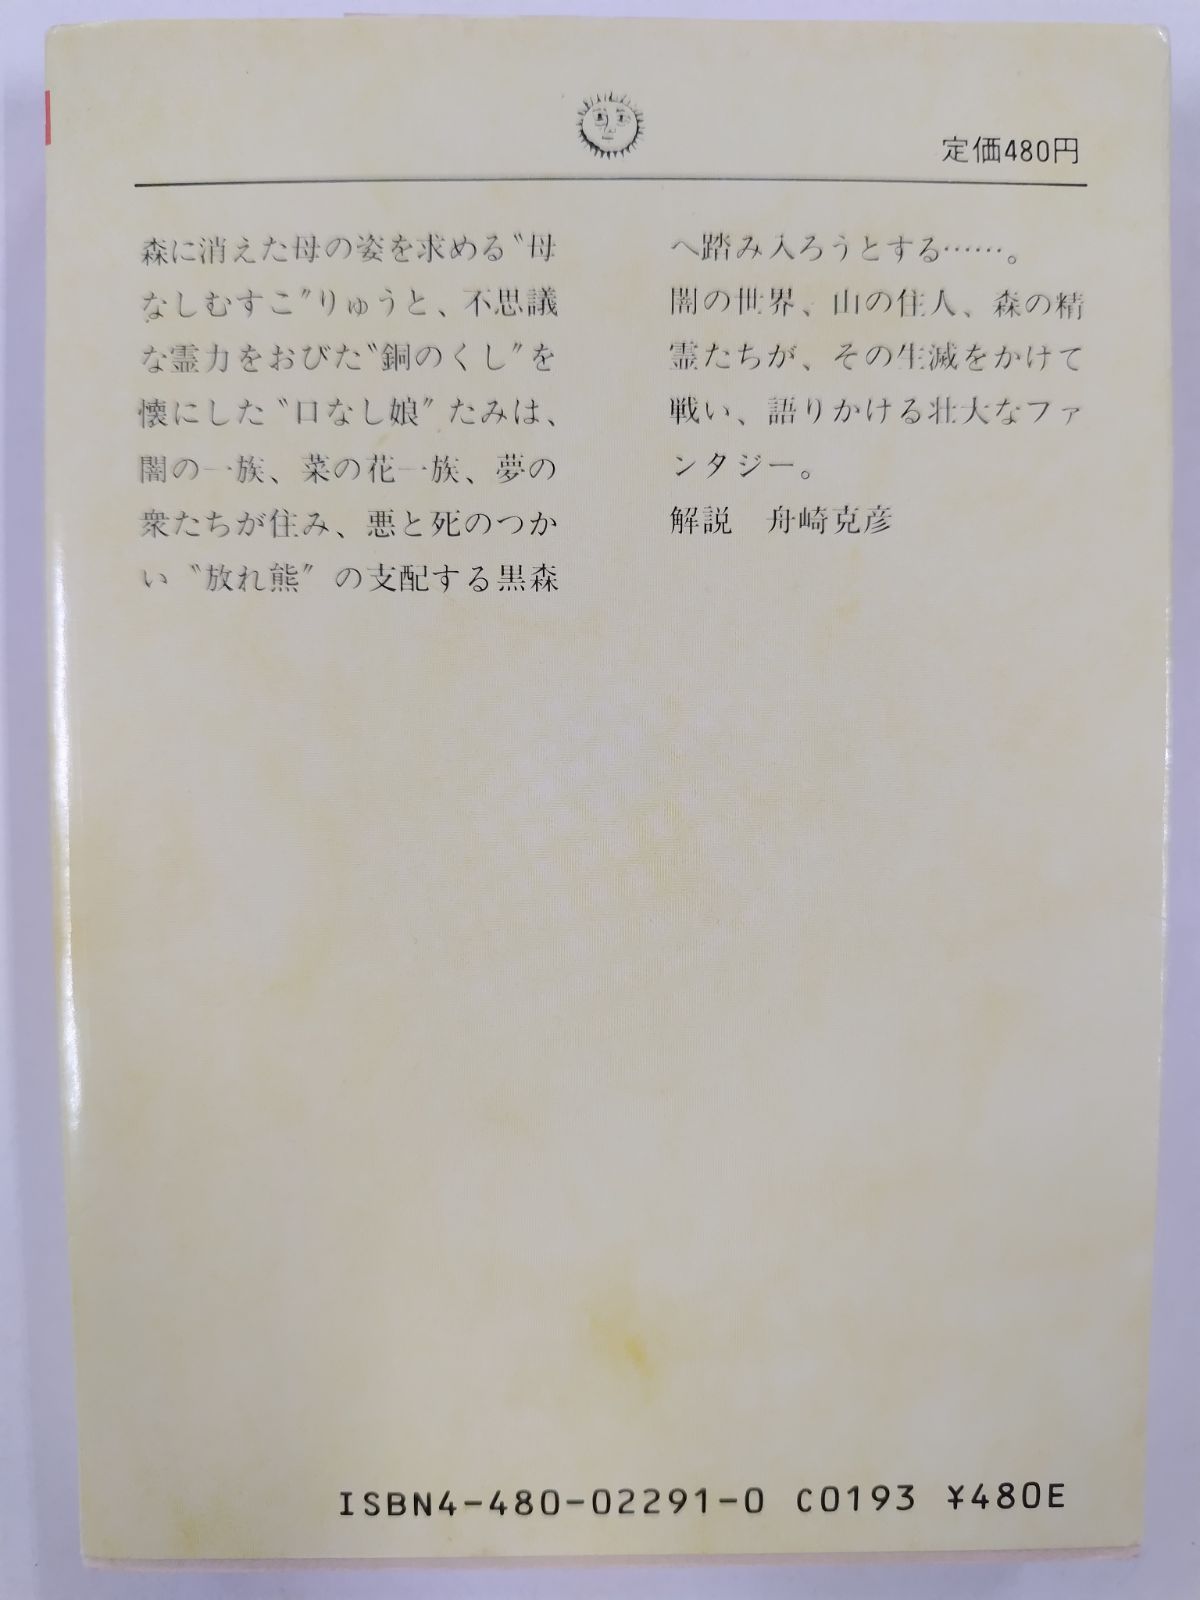 定価480円
森に消えた母の姿を求める〝母
なしむすこ〟りゅうと、不思議
な霊力をおびた〝銅のくし〟を
懐にした〝口なし娘〟たみは、
闇の一族、菜の花一族、夢の
衆たちが住み、悪と死のつか
い〝放れ熊〟の支配する黒森
へ踏み入ろうとする……。
闇の世界、山の住人、森の精
霊たちが、その生滅をかけて
戦い、語りかける壮大なファ
ンタジー。
解説　舟崎克彦
ISBN4-480-02291-0 C0193 ¥480E